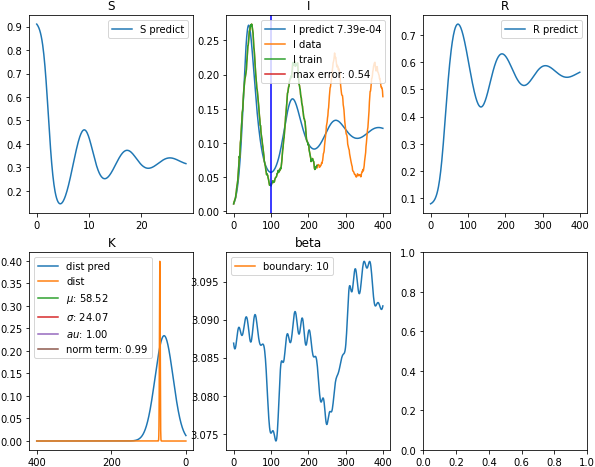 S
I
R
S predict
I predict 7.39e-04
I data
I train
max error: 0.54
R predict
0.9
0.8
0.7
0.6
0.5
0.4
0.3
0.2
0 10 20
0.25
0.20
0.15
0.10
0.05
0.00
0 100 200 300 400
0.7
0.6
0.5
0.4
0.3
0.2
0.1
0 100 200 300 400
K
beta
dist pred
dist
μ: 58.52
σ: 24.07
au: 1.00
norm term: 0.99
boundary: 10
0.40
0.35
0.30
0.25
0.20
0.15
0.10
0.05
0.00
400 200 0
3.095
3.090
3.085
3.080
3.075
0 100 200 300 400
1.0
0.8
0.6
0.4
0.2
0.0
0.0 0.2 0.4 0.6 0.8 1.0